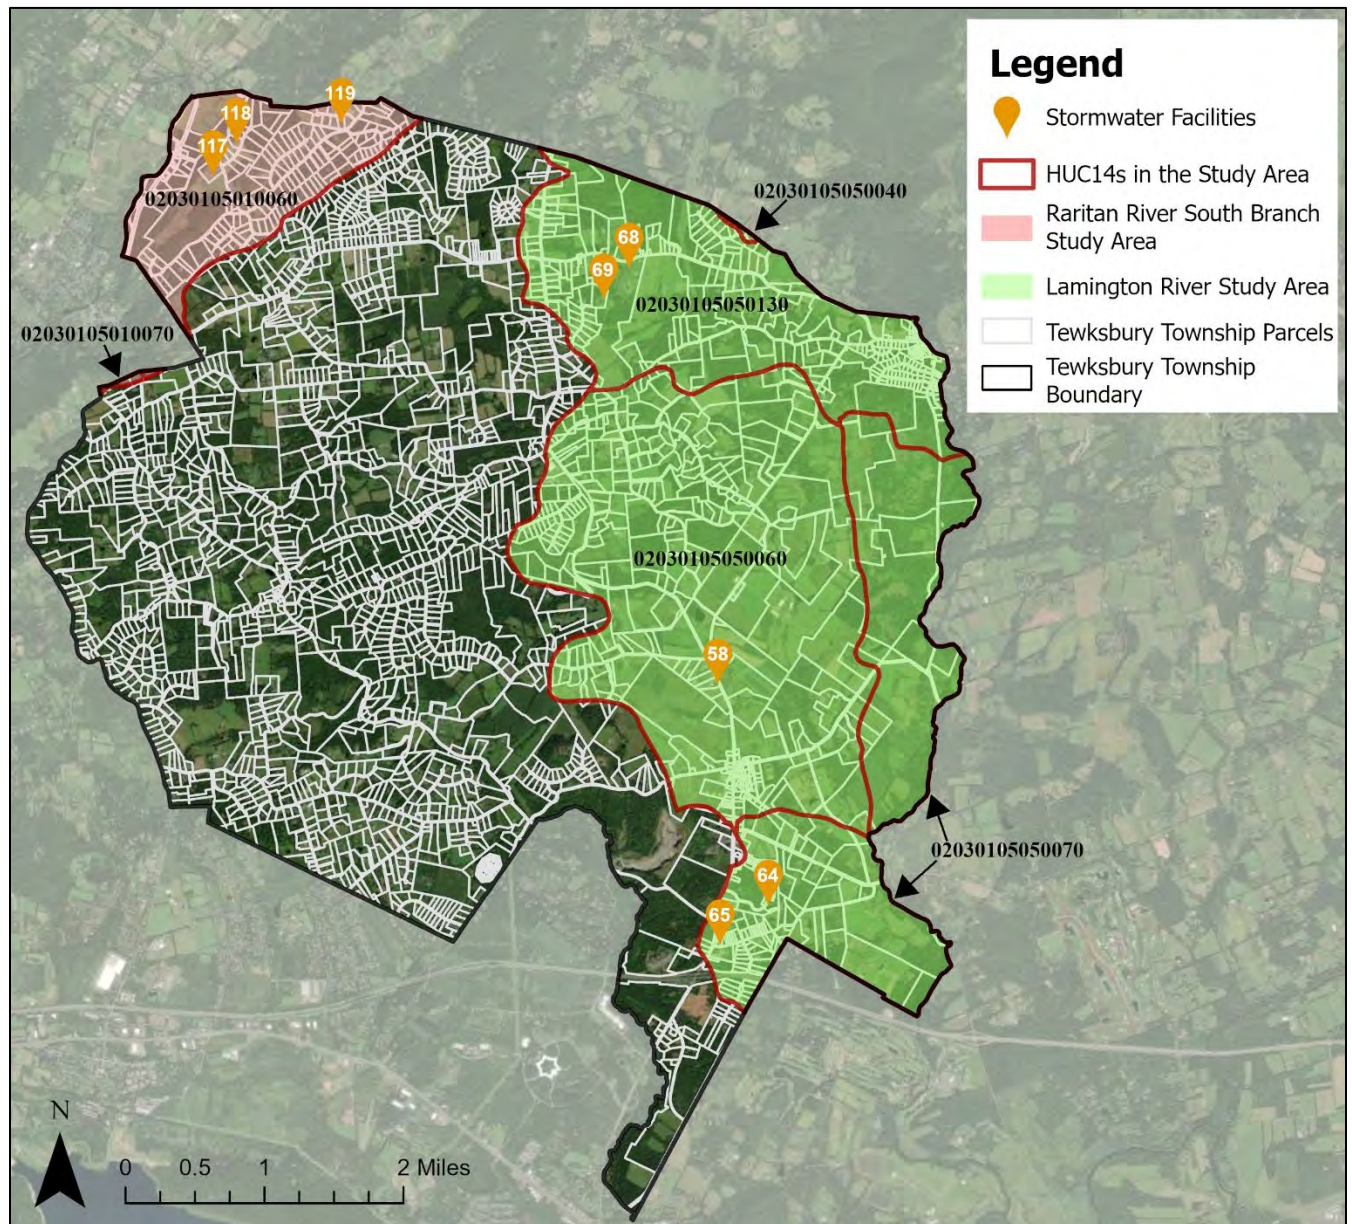 Legend
Stormwater Facilities
HUC14s in the Study Area
Raritan River South Branch
Study Area
Lamington River Study Area
Tewksbury Township Parcels
Tewksbury Township
Boundary
119
118
117
02030105010060
02030105050040
68
69
02030105050130
02030105010070
02030105050060
58
02030105050070
64
65
N
0 0.5 1 2 Miles